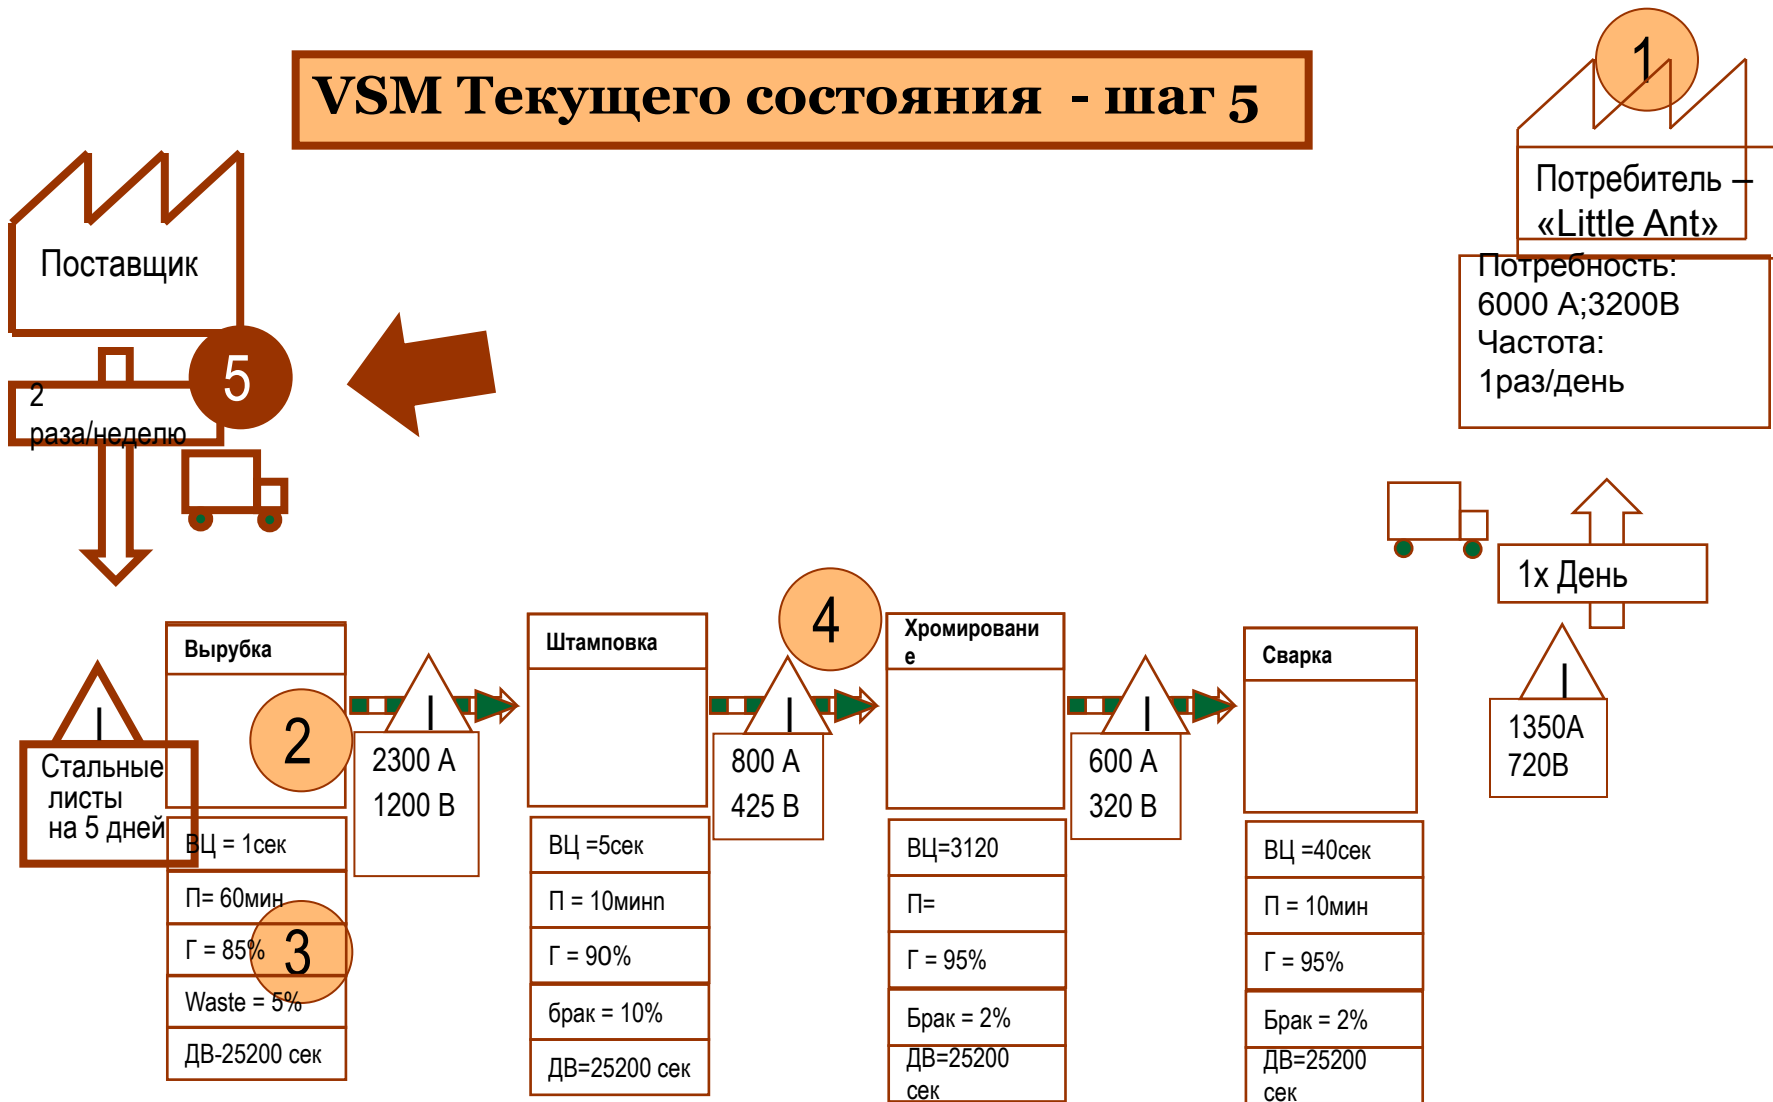 VSM Текущего состояния - шаг 5
1
Потребитель –
«Little Ant»
Потребность:
6000 А;3200В
Частота:
1раз/день
Поставщик
5
2
раза/неделю
1х День
4
I
Стальные
листы
на 5 дней
Вырубка
2
ВЦ = 1сек
П= 60мин
Г = 85%
3
Waste = 5%
ДВ-25200 сек
I
2300 А
1200 В
Штамповка
ВЦ =5сек
П = 10минn
Г = 90%
брак = 10%
ДВ=25200 сек
I
800 А
425 В
Хромировани
е
ВЦ=3120
П=
Г = 95%
Брак = 2%
ДВ=25200
сек
I
600 А
320 В
Сварка
ВЦ =40сек
П = 10мин
Г = 95%
Брак = 2%
ДВ=25200
сек
I
1350А
720В